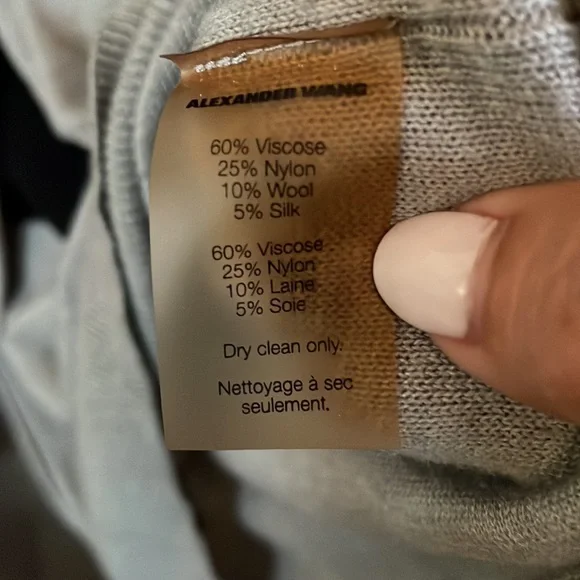 ALEXANDER WANG
60% Viscose
25% Nylon
10% Wool
5% Silk
60% Viscose
25% Nylon
10% Laine
5% Soie
Dry clean only.
Nettoyage à sec
seulement.